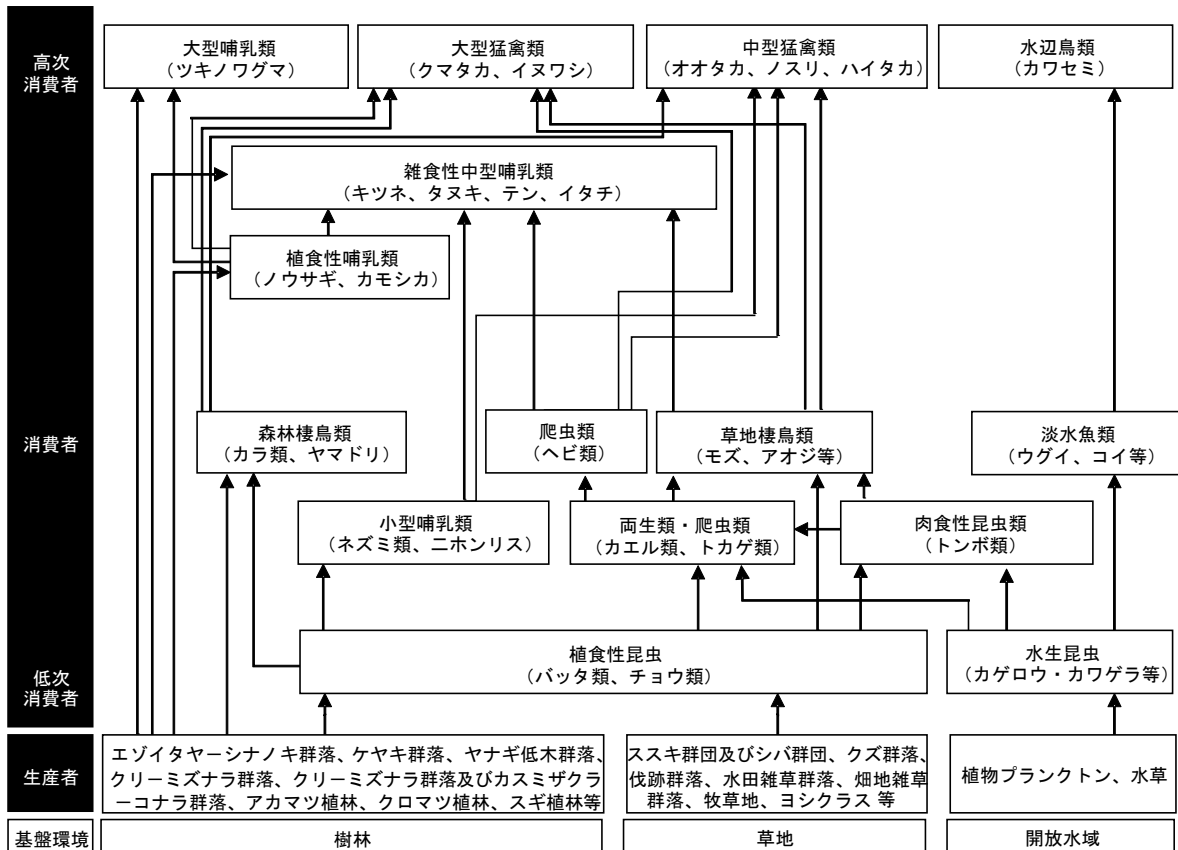 高次
消費者
大型哺乳類
(ツキノワグマ)
大型猛禽類
(クマタカ、イヌワシ)
中型猛禽類
(オオタカ、ノスリ、ハイタカ)
水辺鳥類
(カワセミ)
雑食性中型哺乳類
(キツネ、タヌキ、テン、イタチ)
植食性哺乳類
(ノウサギ、カモシカ)
消費者
森林棲鳥類
(カラ類、ヤマドリ)
爬虫類
(ヘビ類)
草地棲鳥類
(モズ、アオジ等)
淡水魚類
(ウグイ、コイ等)
小型哺乳類
(ネズミ類、ニホンリス)
両生類・爬虫類
(カエル類、トカゲ類)
肉食性昆虫類
(トンボ類)
低次
消費者
植食性昆虫
(バッタ類、チョウ類)
水生昆虫
(カゲロウ・カワゲラ等)
生産者
エゾイタヤーシナノキ群落、ケヤキ群落、ヤナギ低木群落、
クリーミズナラ群落、クリーミズナラ群落及びカスミザクラ
ーコナラ群落、アカマツ植林、クロマツ植林、スギ植林等
ススキ群団及びシバ群団、クズ群落、
伐跡群落、水田雑草群落、畑地雑草
群落、牧草地、ヨシクラス 等
植物プランクトン、水草
基盤環境
樹林
草地
開放水域